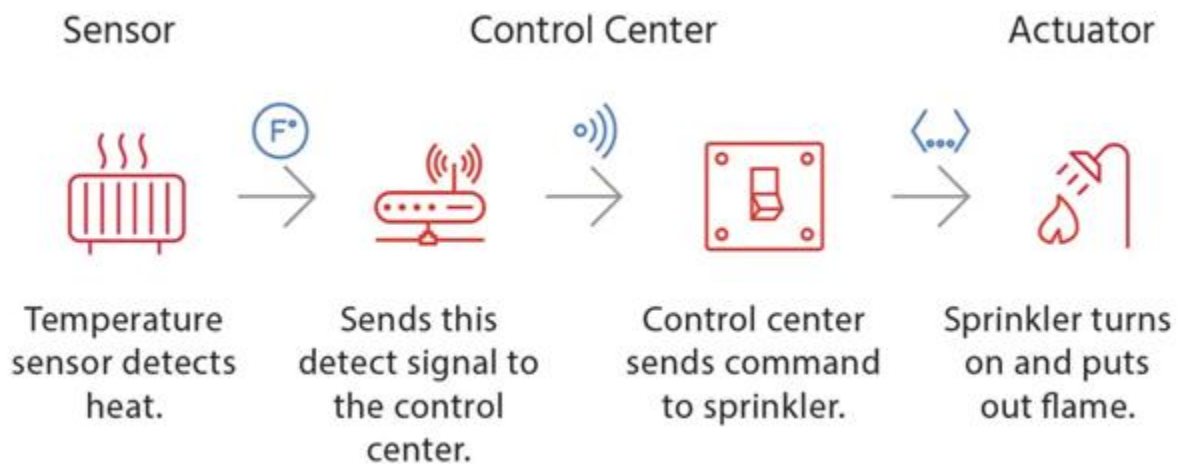 Sensor
Control Center
Actuator
F°
Temperature
sensor detects
heat.
Sends this
detect signal to
the control
center.
Control center
sends command
to sprinkler.
Sprinkler turns
on and puts
out flame.